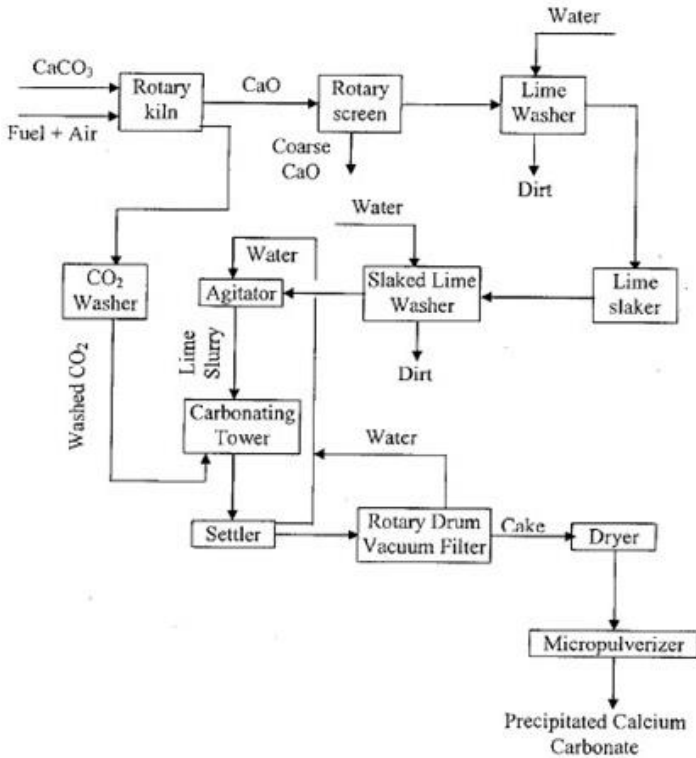 Water
CaCO₃
Rotary
kiln
CaO
Rotary
screen
Lime
Washer
Fuel + Air
Coarse
CaO
Dirt
Water
Water
CO₂
Washer
Agitator
Slaked Lime
Washer
Lime
slaker
Lime
Slurry
Dirt
Washed CO₂
Carbonating
Tower
Water
Settler
Rotary Drum
Vacuum Filter
Cake
Dryer
Micropulverizer
Precipitated Calcium
Carbonate